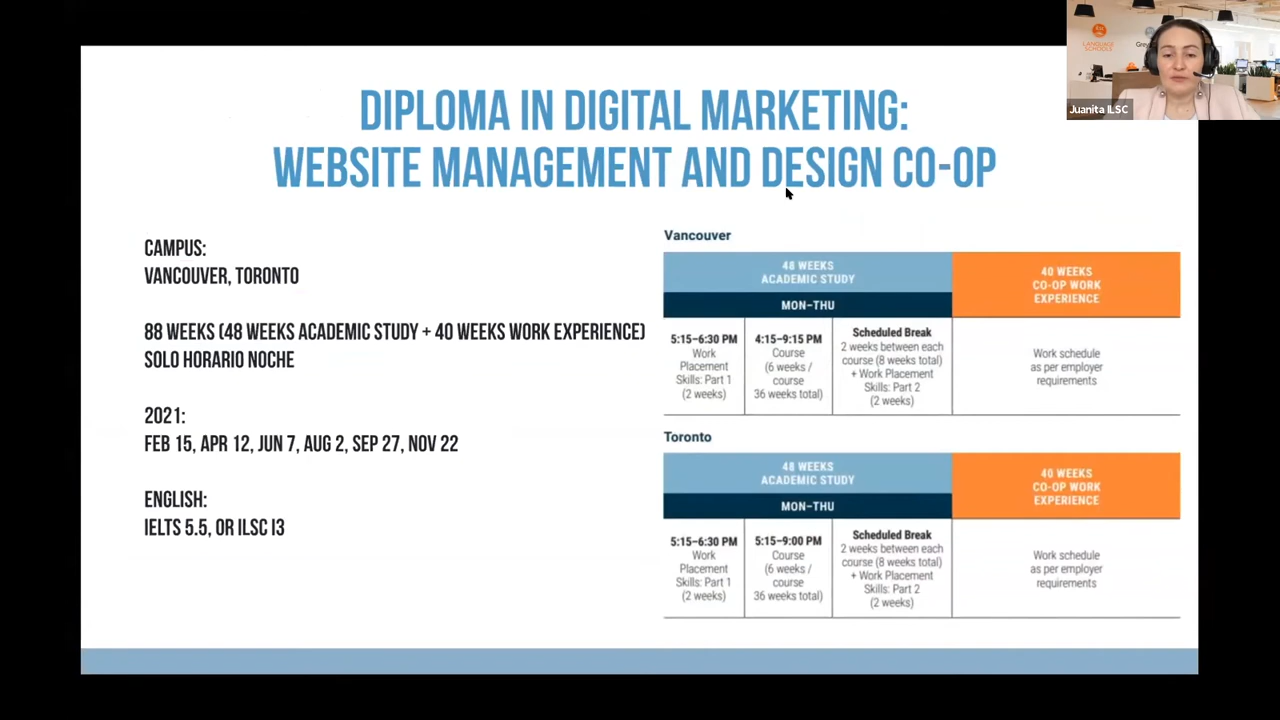 DIPLOMA IN DIGITAL MARKETING:
WEBSITE MANAGEMENT AND DESIGN CO-OP
LANGUAGE SCHOOLS
Juanita ILSC
CAMPUS:
VANCOUVER, TORONTO
88 WEEKS (48 WEEKS ACADEMIC STUDY + 40 WEEKS WORK EXPERIENCE)
SOLO HORARIO NOCHE
2021:
FEB 15, APR 12, JUN 7, AUG 2, SEP 27, NOV 22
ENGLISH:
IELTS 5.5, OR ILSC I3
Vancouver
48 WEEKS
ACADEMIC STUDY
MON–THU
40 WEEKS
CO-OP WORK
EXPERIENCE
5:15–6:30 PM
Work
Placement
Skills: Part 1
(2 weeks)
4:15–9:15 PM
Course
(6 weeks /
course
36 weeks total)
Scheduled Break
2 weeks between each
course (8 weeks total)
+ Work Placement
Skills: Part 2
(2 weeks)
Work schedule
as per employer
requirements
Toronto
48 WEEKS
ACADEMIC STUDY
MON–THU
40 WEEKS
CO-OP WORK
EXPERIENCE
5:15–6:30 PM
Work
Placement
Skills: Part 1
(2 weeks)
5:15–9:00 PM
Course
(6 weeks /
course
36 weeks total)
Scheduled Break
2 weeks between each
course (8 weeks total)
+ Work Placement
Skills: Part 2
(2 weeks)
Work schedule
as per employer
requirements